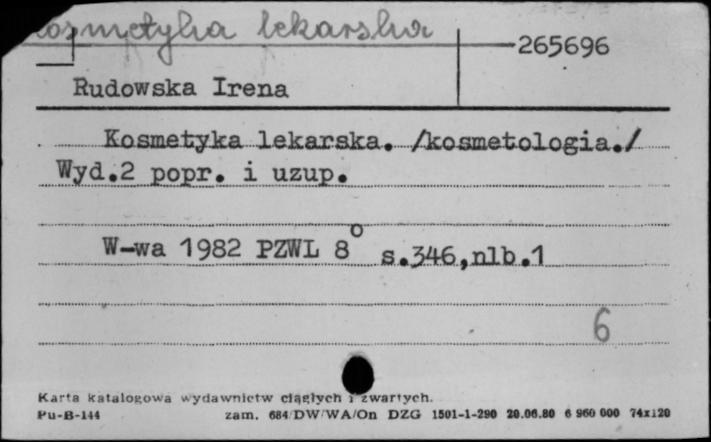 kosmetyka lekarska
265696
Rudowska Irena
Kosmetyka lekarska. /kosmetologia./
Wyd.2 popr. i uzup.
W-wa 1982 PZWL 8° s.346,nlb.1
6
Karta katalogowa wydawnictw ciągłych i zwartych.
Pu-B-144 zam. 684/DW/WA/On DZG 1501-1-290 20.06.80 6 960 000 74x120